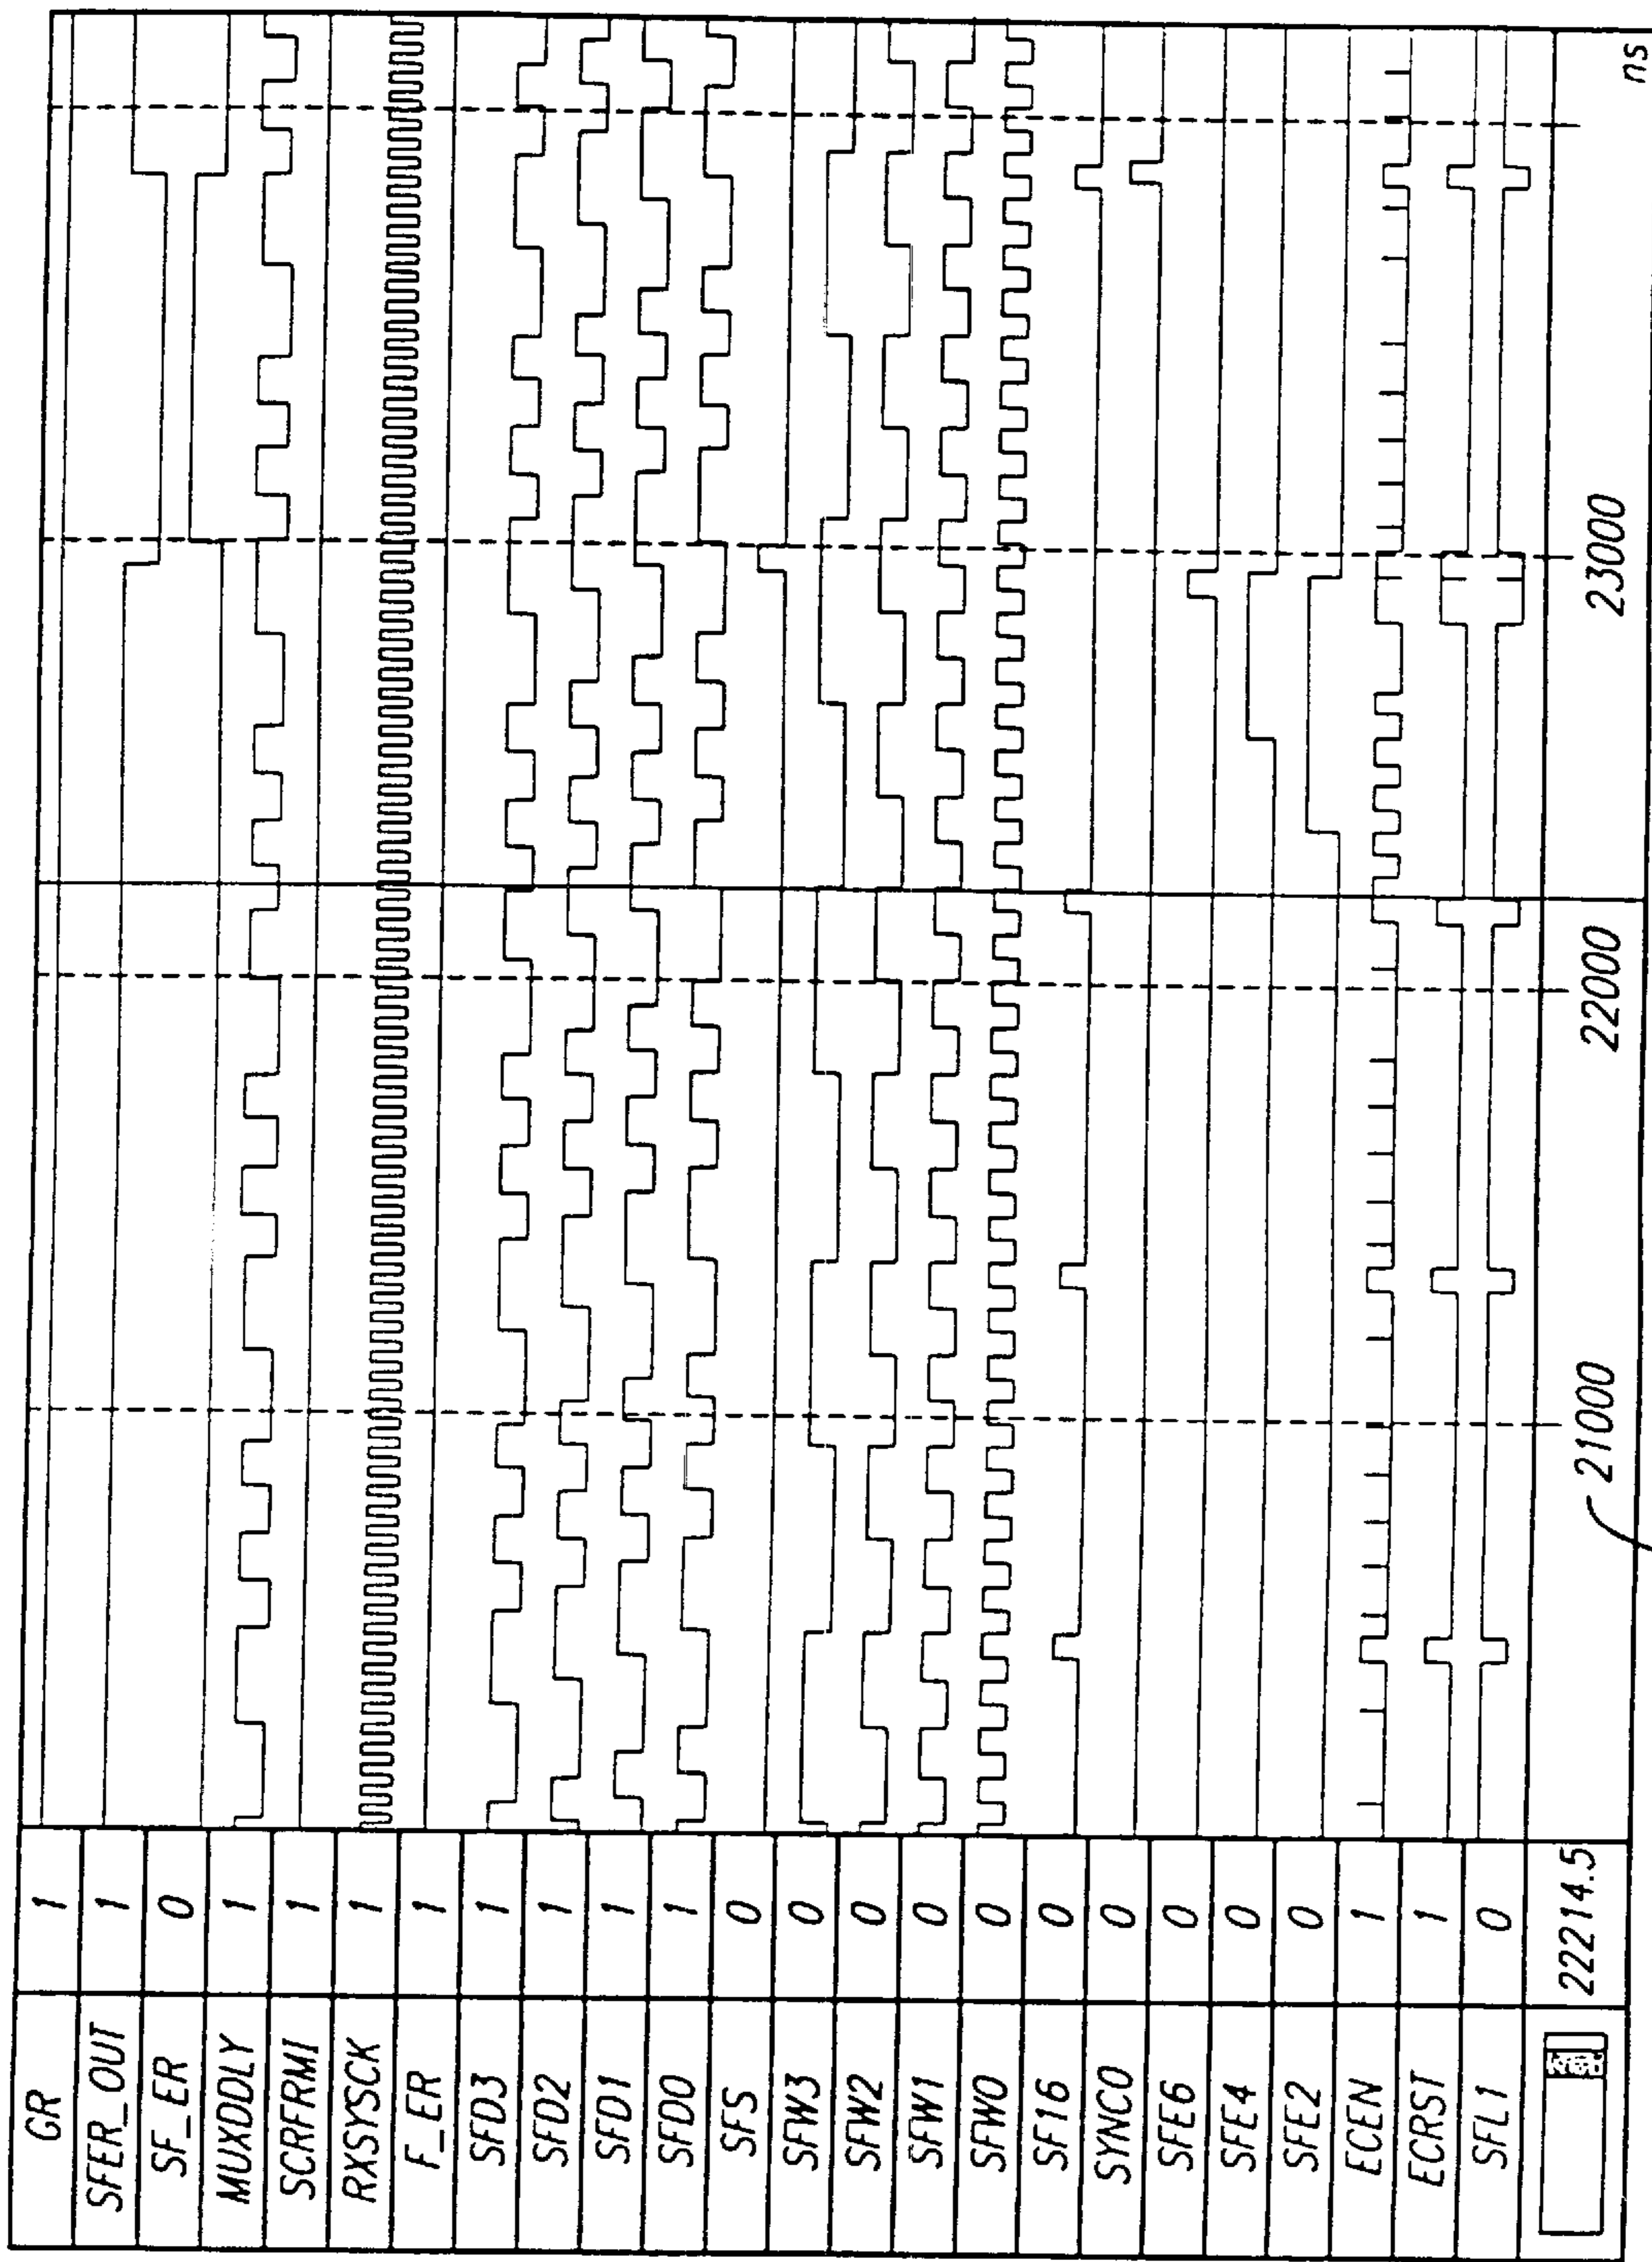 GR 1
SFER_OUT 1
SF_ER 0
MUXDDLY 1
SCRFRMI 1
RXSYSCK 1
F_ER 1
SFD3 1
SFD2 1
SFD1 1
SFD0 1
SFS 0
SFW3 0
SFW2 0
SFW1 0
SFW0 0
SF16 0
SYNCO 0
SFE6 0
SFE4 0
SFE2 0
ECEN 1
ECRST 1
SFL1 0
22214.5
21000 22000 23000 ns